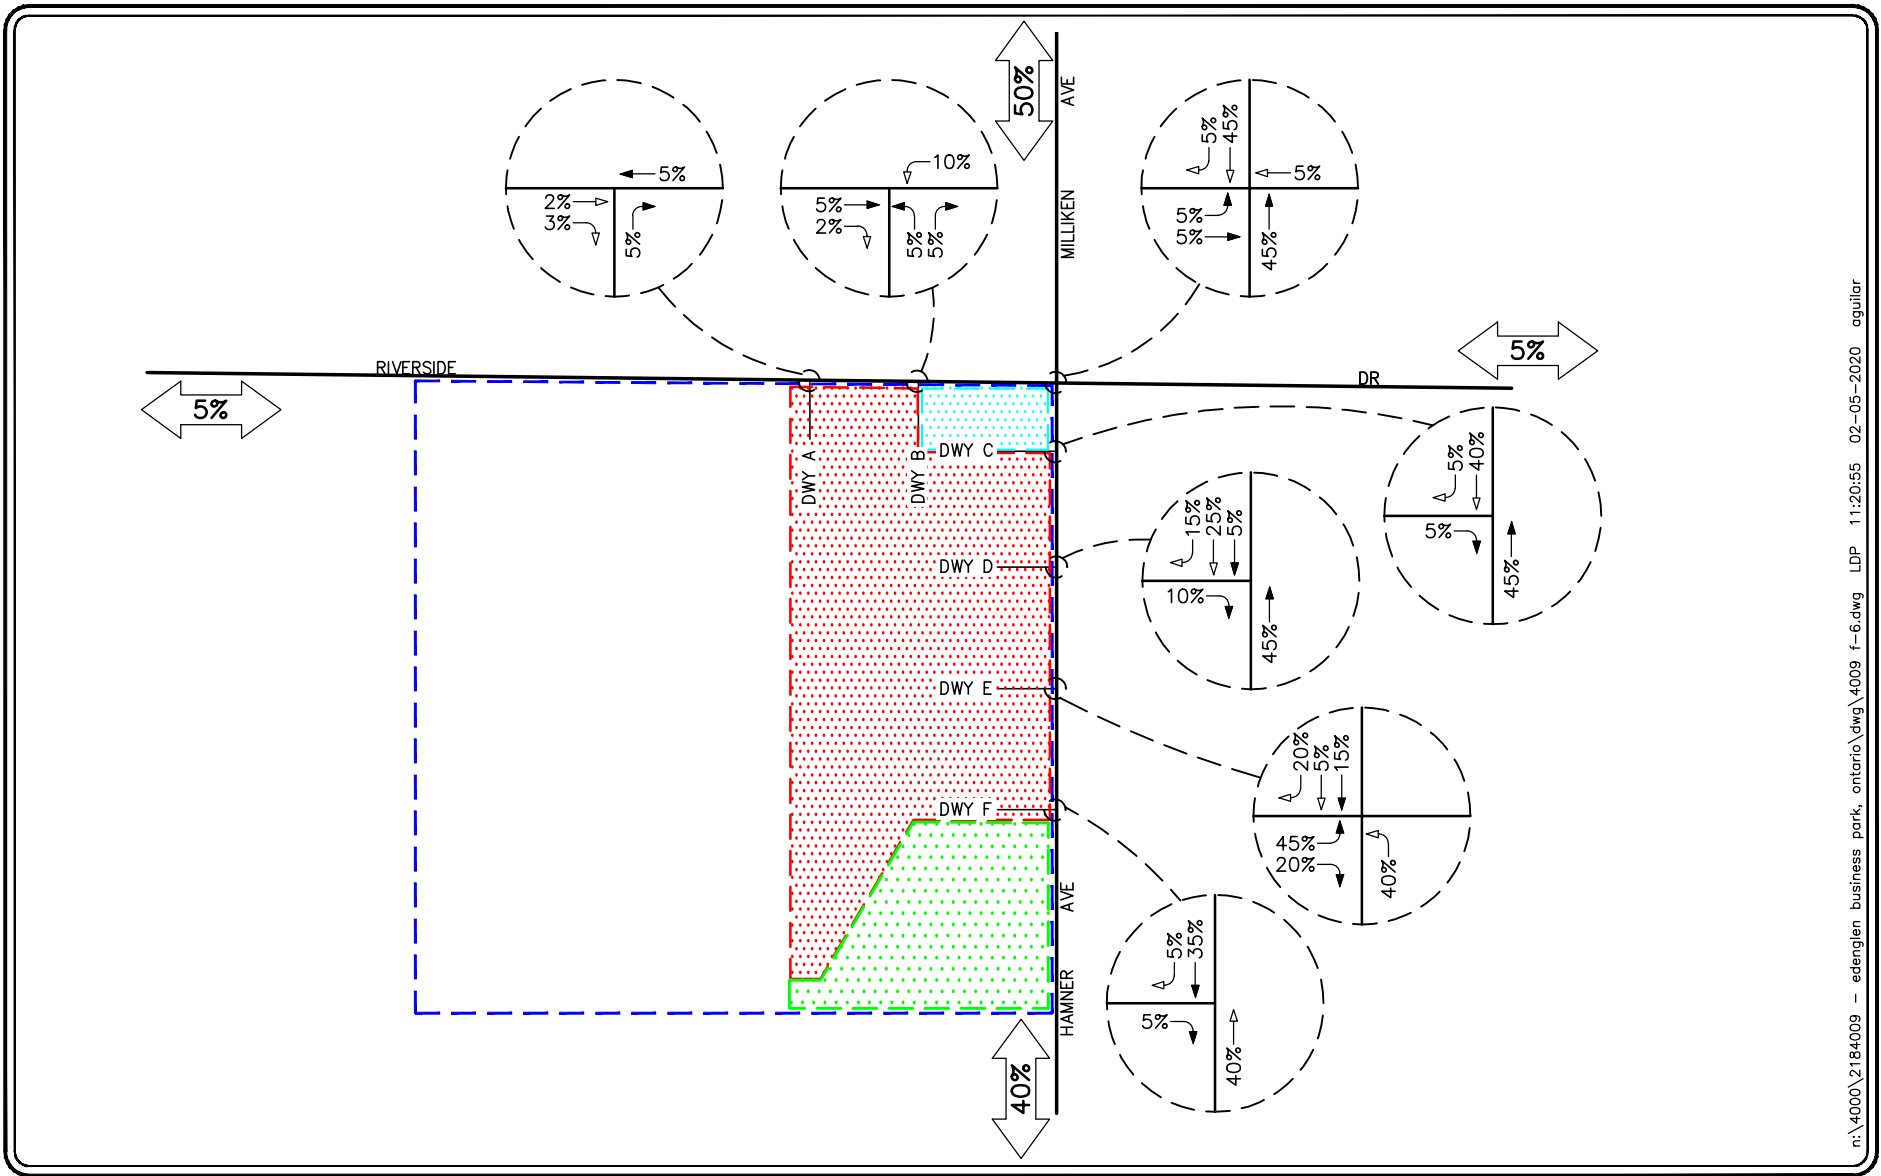 50%
AVE
MILLIKEN
5%
2%
3%
5%
10%
5%
2%
5%
5%
5%
45%
5%
5%
5%
45%
RIVERSIDE
DR
5%
5%
DWY A
DWY B
DWY C
DWY D
DWY E
DWY F
5%
40%
5%
45%
15%
25%
5%
10%
45%
20%
5%
15%
45%
20%
40%
5%
35%
5%
40%
AVE
HAMNER
40%
n:\4000\2184009 - edenglen business park, ontario\dwg\4009 f-6.dwg LDP 11:20:55 02-05-2020 aguilar